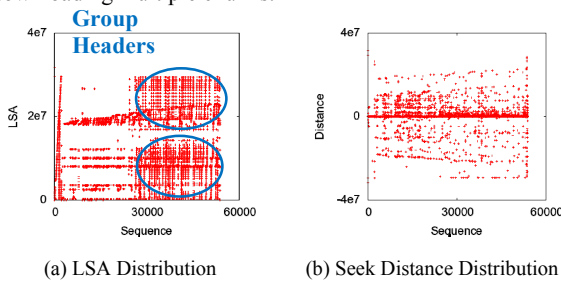 Group
Headers
4e7
2e7
0
LSA
0
30000
60000
Sequence
(a) LSA Distribution
4e7
0
-4e7
Distance
0
30000
60000
Sequence
(b) Seek Distance Distribution